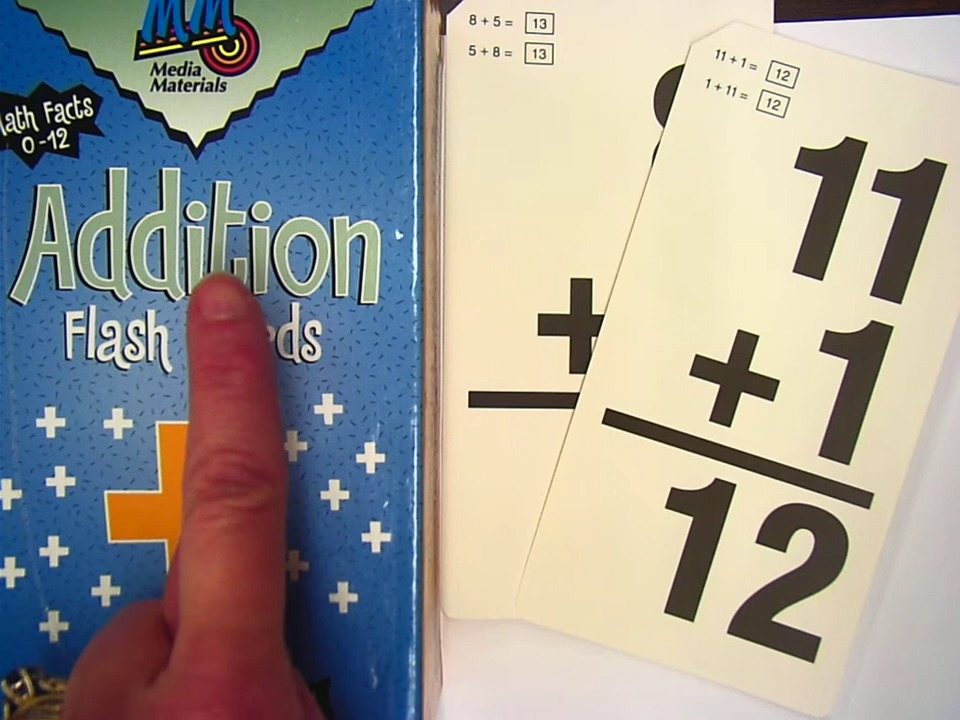 MM
Media
Materials
Math Facts
0-12
Addition
Flash
8 + 5 = 13
5 + 8 = 13
+
11 + 1 = 12
1 + 11 = 12
11
+ 1
12